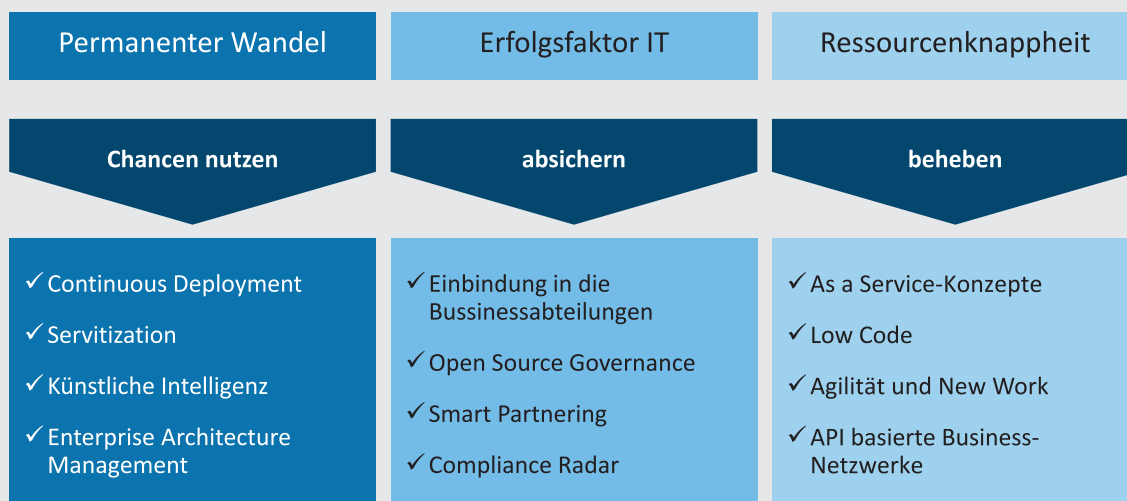 Permanenter Wandel
Erfolgsfaktor IT
Ressourcenknappheit
Chancen nutzen
absichern
beheben
✓ Continuous Deployment
✓ Servitization
✓ Künstliche Intelligenz
✓ Enterprise Architecture
Management
✓ Einbindung in die
Bussinessabteilungen
✓ Open Source Governance
✓ Smart Partnering
✓ Compliance Radar
✓ As a Service-Konzepte
✓ Low Code
✓ Agilität und New Work
✓ API basierte Business-
Netzwerke